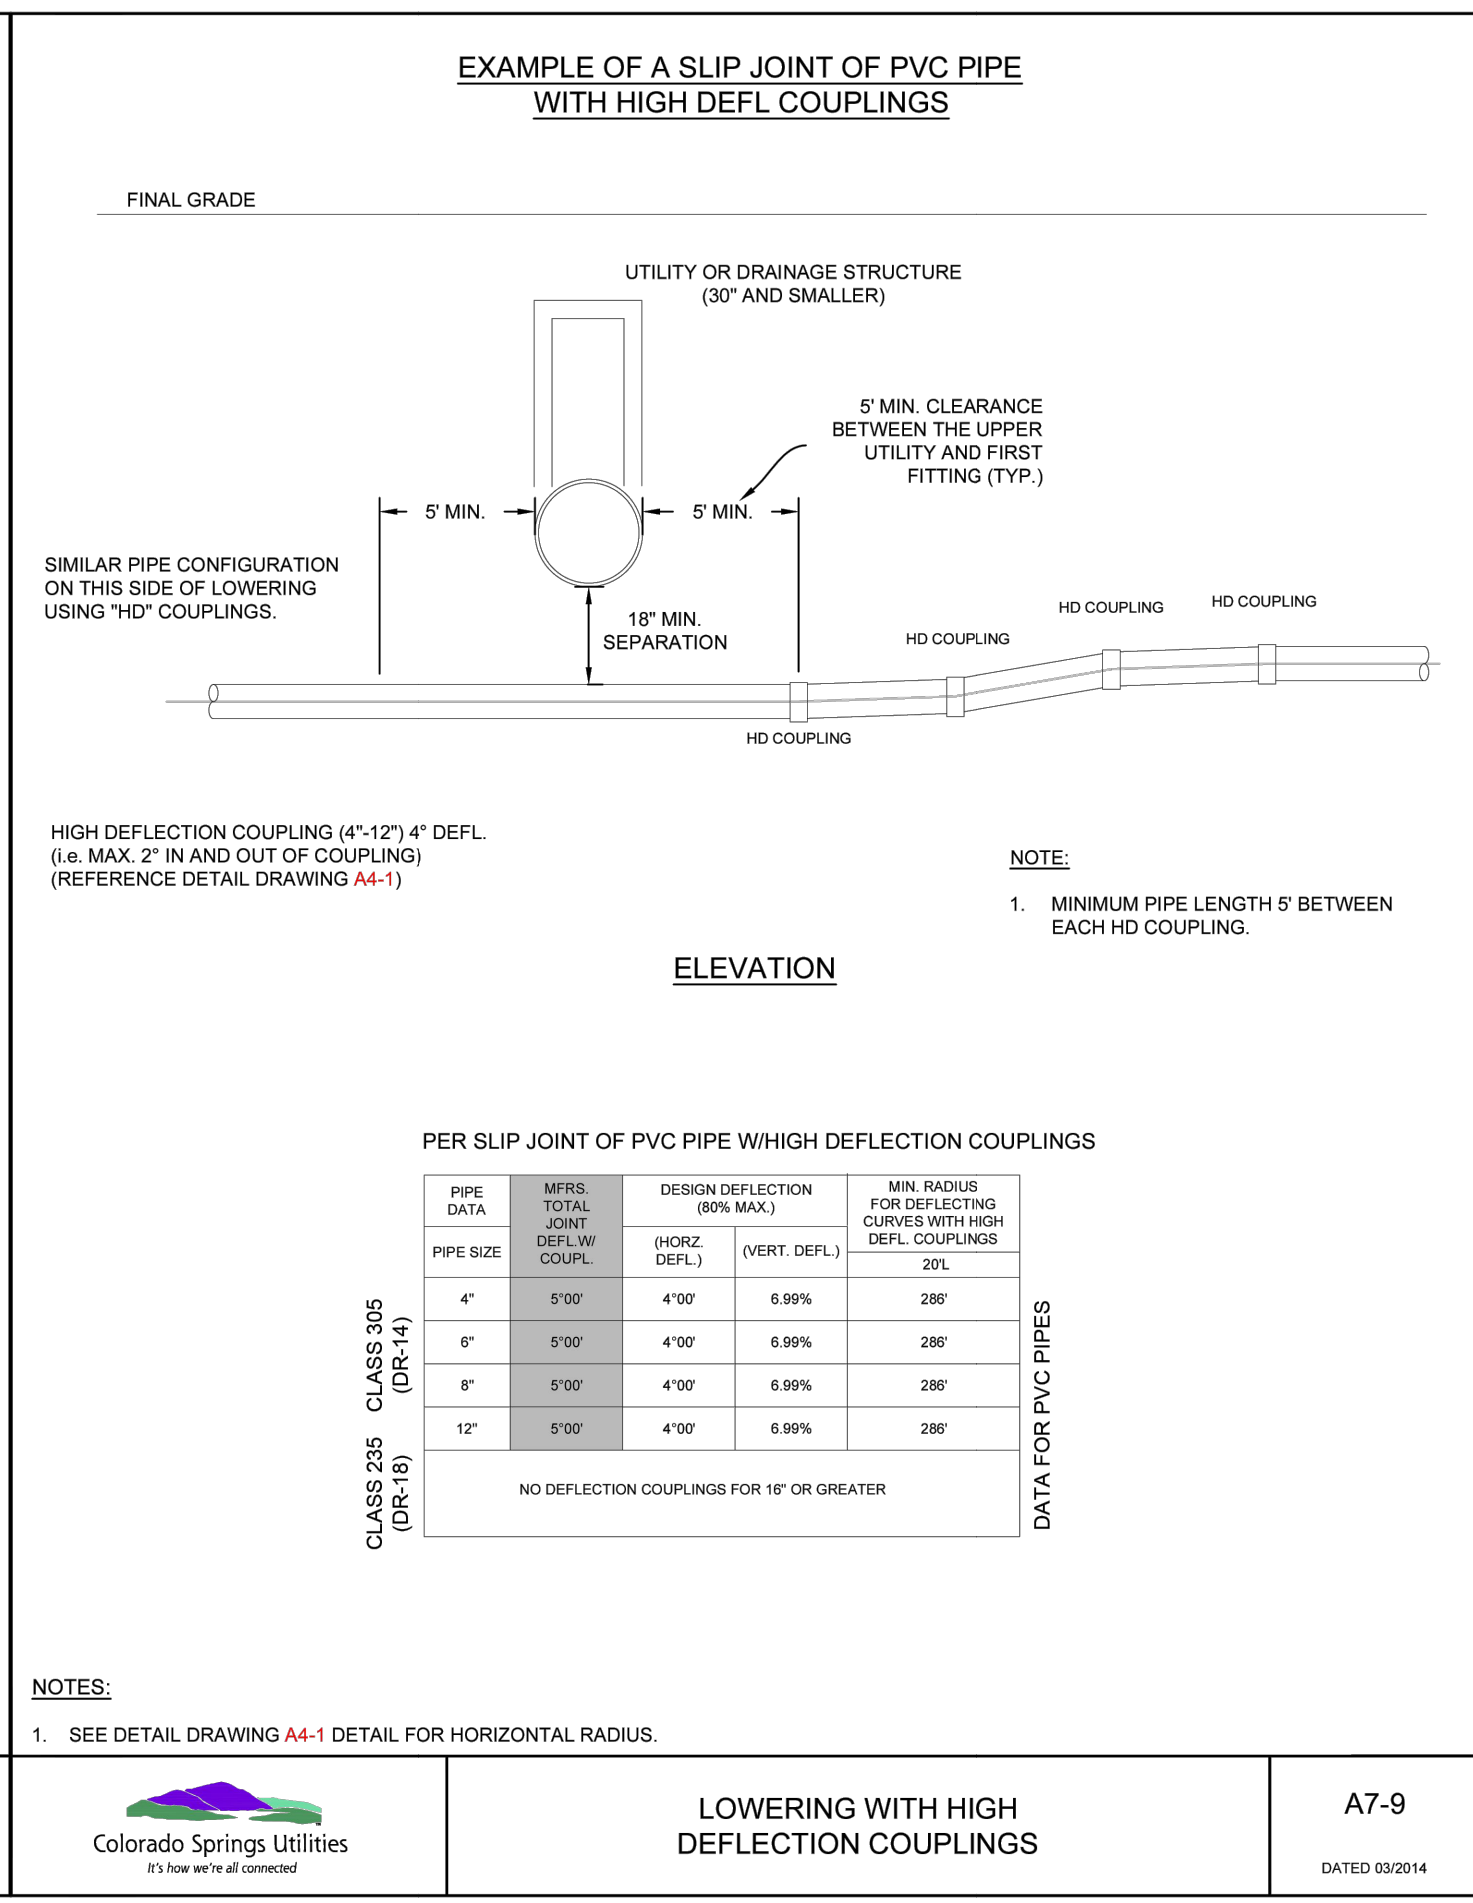 EXAMPLE OF A SLIP JOINT OF PVC PIPE
WITH HIGH DEFL COUPLINGS
FINAL GRADE
UTILITY OR DRAINAGE STRUCTURE
(30" AND SMALLER)
5' MIN. CLEARANCE
BETWEEN THE UPPER
UTILITY AND FIRST
FITTING (TYP.)
5' MIN.
5' MIN.
SIMILAR PIPE CONFIGURATION
ON THIS SIDE OF LOWERING
USING "HD" COUPLINGS.
18" MIN.
SEPARATION
HD COUPLING
HD COUPLING
HD COUPLING
HD COUPLING
HIGH DEFLECTION COUPLING (4"-12") 4° DEFL.
(i.e. MAX. 2° IN AND OUT OF COUPLING)
(REFERENCE DETAIL DRAWING A4-1)
NOTE:
1. MINIMUM PIPE LENGTH 5' BETWEEN
EACH HD COUPLING.
ELEVATION
PER SLIP JOINT OF PVC PIPE W/HIGH DEFLECTION COUPLINGS
PIPE
DATA
PIPE SIZE
MFRS.
TOTAL
JOINT
DEFL.W/
COUPL.
DESIGN DEFLECTION
(80% MAX.)
(HORZ.
DEFL.)
(VERT. DEFL.)
MIN. RADIUS
FOR DEFLECTING
CURVES WITH HIGH
DEFL. COUPLINGS
20'L
4" 5°00' 4°00' 6.99% 286'
6" 5°00' 4°00' 6.99% 286'
8" 5°00' 4°00' 6.99% 286'
12" 5°00' 4°00' 6.99% 286'
NO DEFLECTION COUPLINGS FOR 16" OR GREATER
CLASS 305
(DR-14)
CLASS 235
(DR-18)
DATA FOR PVC PIPES
NOTES:
1. SEE DETAIL DRAWING A4-1 DETAIL FOR HORIZONTAL RADIUS.
Colorado Springs Utilities
It's how we're all connected
LOWERING WITH HIGH
DEFLECTION COUPLINGS
A7-9
DATED 03/2014